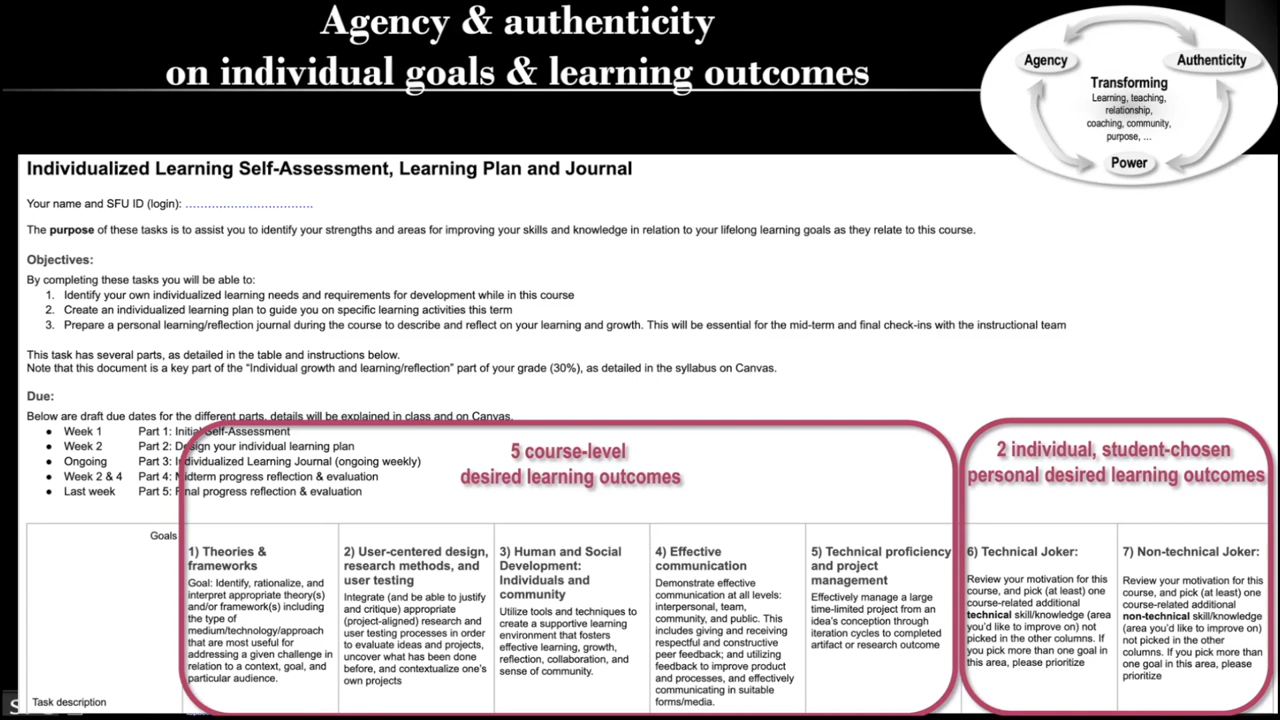 Agency & authenticity
on individual goals & learning outcomes
Agency
Authenticity
Transforming
Learning, teaching,
relationship,
coaching, community,
purpose, ...
Power
Individualized Learning Self-Assessment, Learning Plan and Journal
Your name and SFU ID (login): ..................................
The purpose of these tasks is to assist you to identify your strengths and areas for improving your skills and knowledge in relation to your lifelong learning goals as they relate to this course.
Objectives:
By completing these tasks you will be able to:
1. Identify your own individualized learning needs and requirements for development while in this course
2. Create an individualized learning plan to guide you on specific learning activities this term
3. Prepare a personal learning/reflection journal during the course to describe and reflect on your learning and growth. This will be essential for the mid-term and final check-ins with the instructional team
This task has several parts, as detailed in the table and instructions below.
Note that this document is a key part of the “Individual growth and learning/reflection” part of your grade (30%), as detailed in the syllabus on Canvas.
Due:
Below are draft due dates for the different parts, details will be explained in class and on Canvas.
● Week 1 Part 1: Initial Self-Assessment
● Week 2 Part 2: Design your individual learning plan
● Ongoing Part 3: Individualized Learning Journal (ongoing weekly)
● Week 2 & 4 Part 4: Midterm progress reflection & evaluation
● Last week Part 5: Final progress reflection & evaluation
5 course-level
desired learning outcomes
2 individual, student-chosen
personal desired learning outcomes
Goals
1) Theories &
frameworks
Goal: Identify, rationalize, and
interpret appropriate theory(s)
and/or framework(s) including
the type of
medium/technology/approach
that are most useful for
addressing a given challenge in
relation to a context, goal, and
particular audience.
2) User-centered design,
research methods, and
user testing
Integrate (and be able to justify
and critique) appropriate
(project-aligned) research and
user testing processes in order
to evaluate ideas and projects,
uncover what has been done
before, and contextualize one's
own projects
3) Human and Social
Development:
Individuals and
community
Utilize tools and techniques to
create a supportive learning
environment that fosters
effective learning, growth,
reflection, collaboration, and
sense of community.
4) Effective
communication
Demonstrate effective
communication at all levels:
interpersonal, team,
community, and public. This
includes giving and receiving
respectful and constructive
peer feedback; and utilizing
feedback to improve product
and processes, and effectively
communicating in suitable
forms/media.
5) Technical proficiency
and project
management
Effectively manage a large
time-limited project from an
idea's conception through
iteration cycles to completed
artifact or research outcome
6) Technical Joker:
Review your motivation for this
course, and pick (at least) one
course-related additional
technical skill/knowledge (area
you'd like to improve on) not
picked in the other columns. If
you pick more than one goal in
this area, please prioritize
7) Non-technical Joker:
Review your motivation for this
course, and pick (at least) one
course-related additional
non-technical skill/knowledge
(area you'd like to improve on)
not picked in the other
columns. If you pick more than
one goal in this area, please
prioritize
Task description